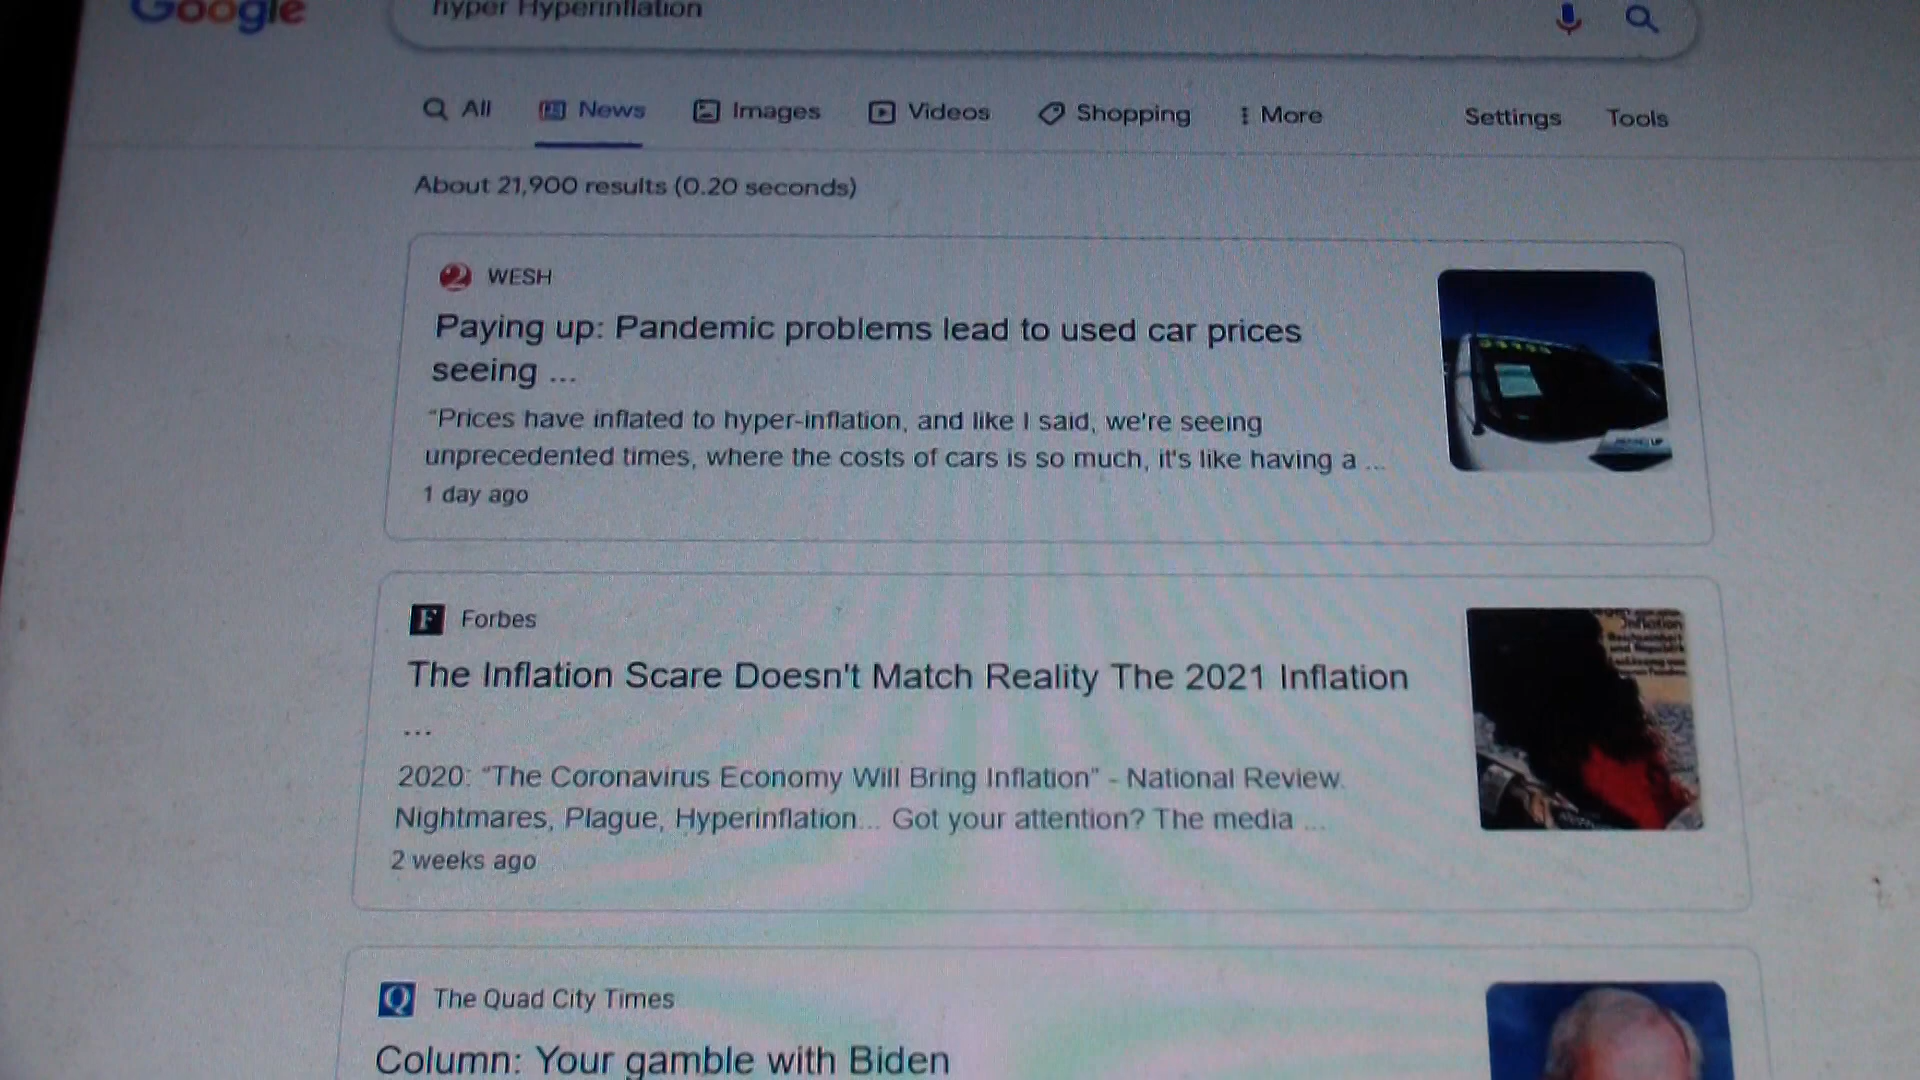 Google
hyper Hyperinflation
All News Images Videos Shopping More Settings Tools
About 21,900 results (0.20 seconds)
2 WESH
Paying up: Pandemic problems lead to used car prices
seeing ...
"Prices have inflated to hyper-inflation, and like I said, we're seeing
unprecedented times, where the costs of cars is so much, it's like having a ...
1 day ago
F Forbes
The Inflation Scare Doesn't Match Reality The 2021 Inflation
...
2020: "The Coronavirus Economy Will Bring Inflation" - National Review.
Nightmares, Plague, Hyperinflation... Got your attention? The media ...
2 weeks ago
Inflation
Q The Quad City Times
Column: Your gamble with Biden